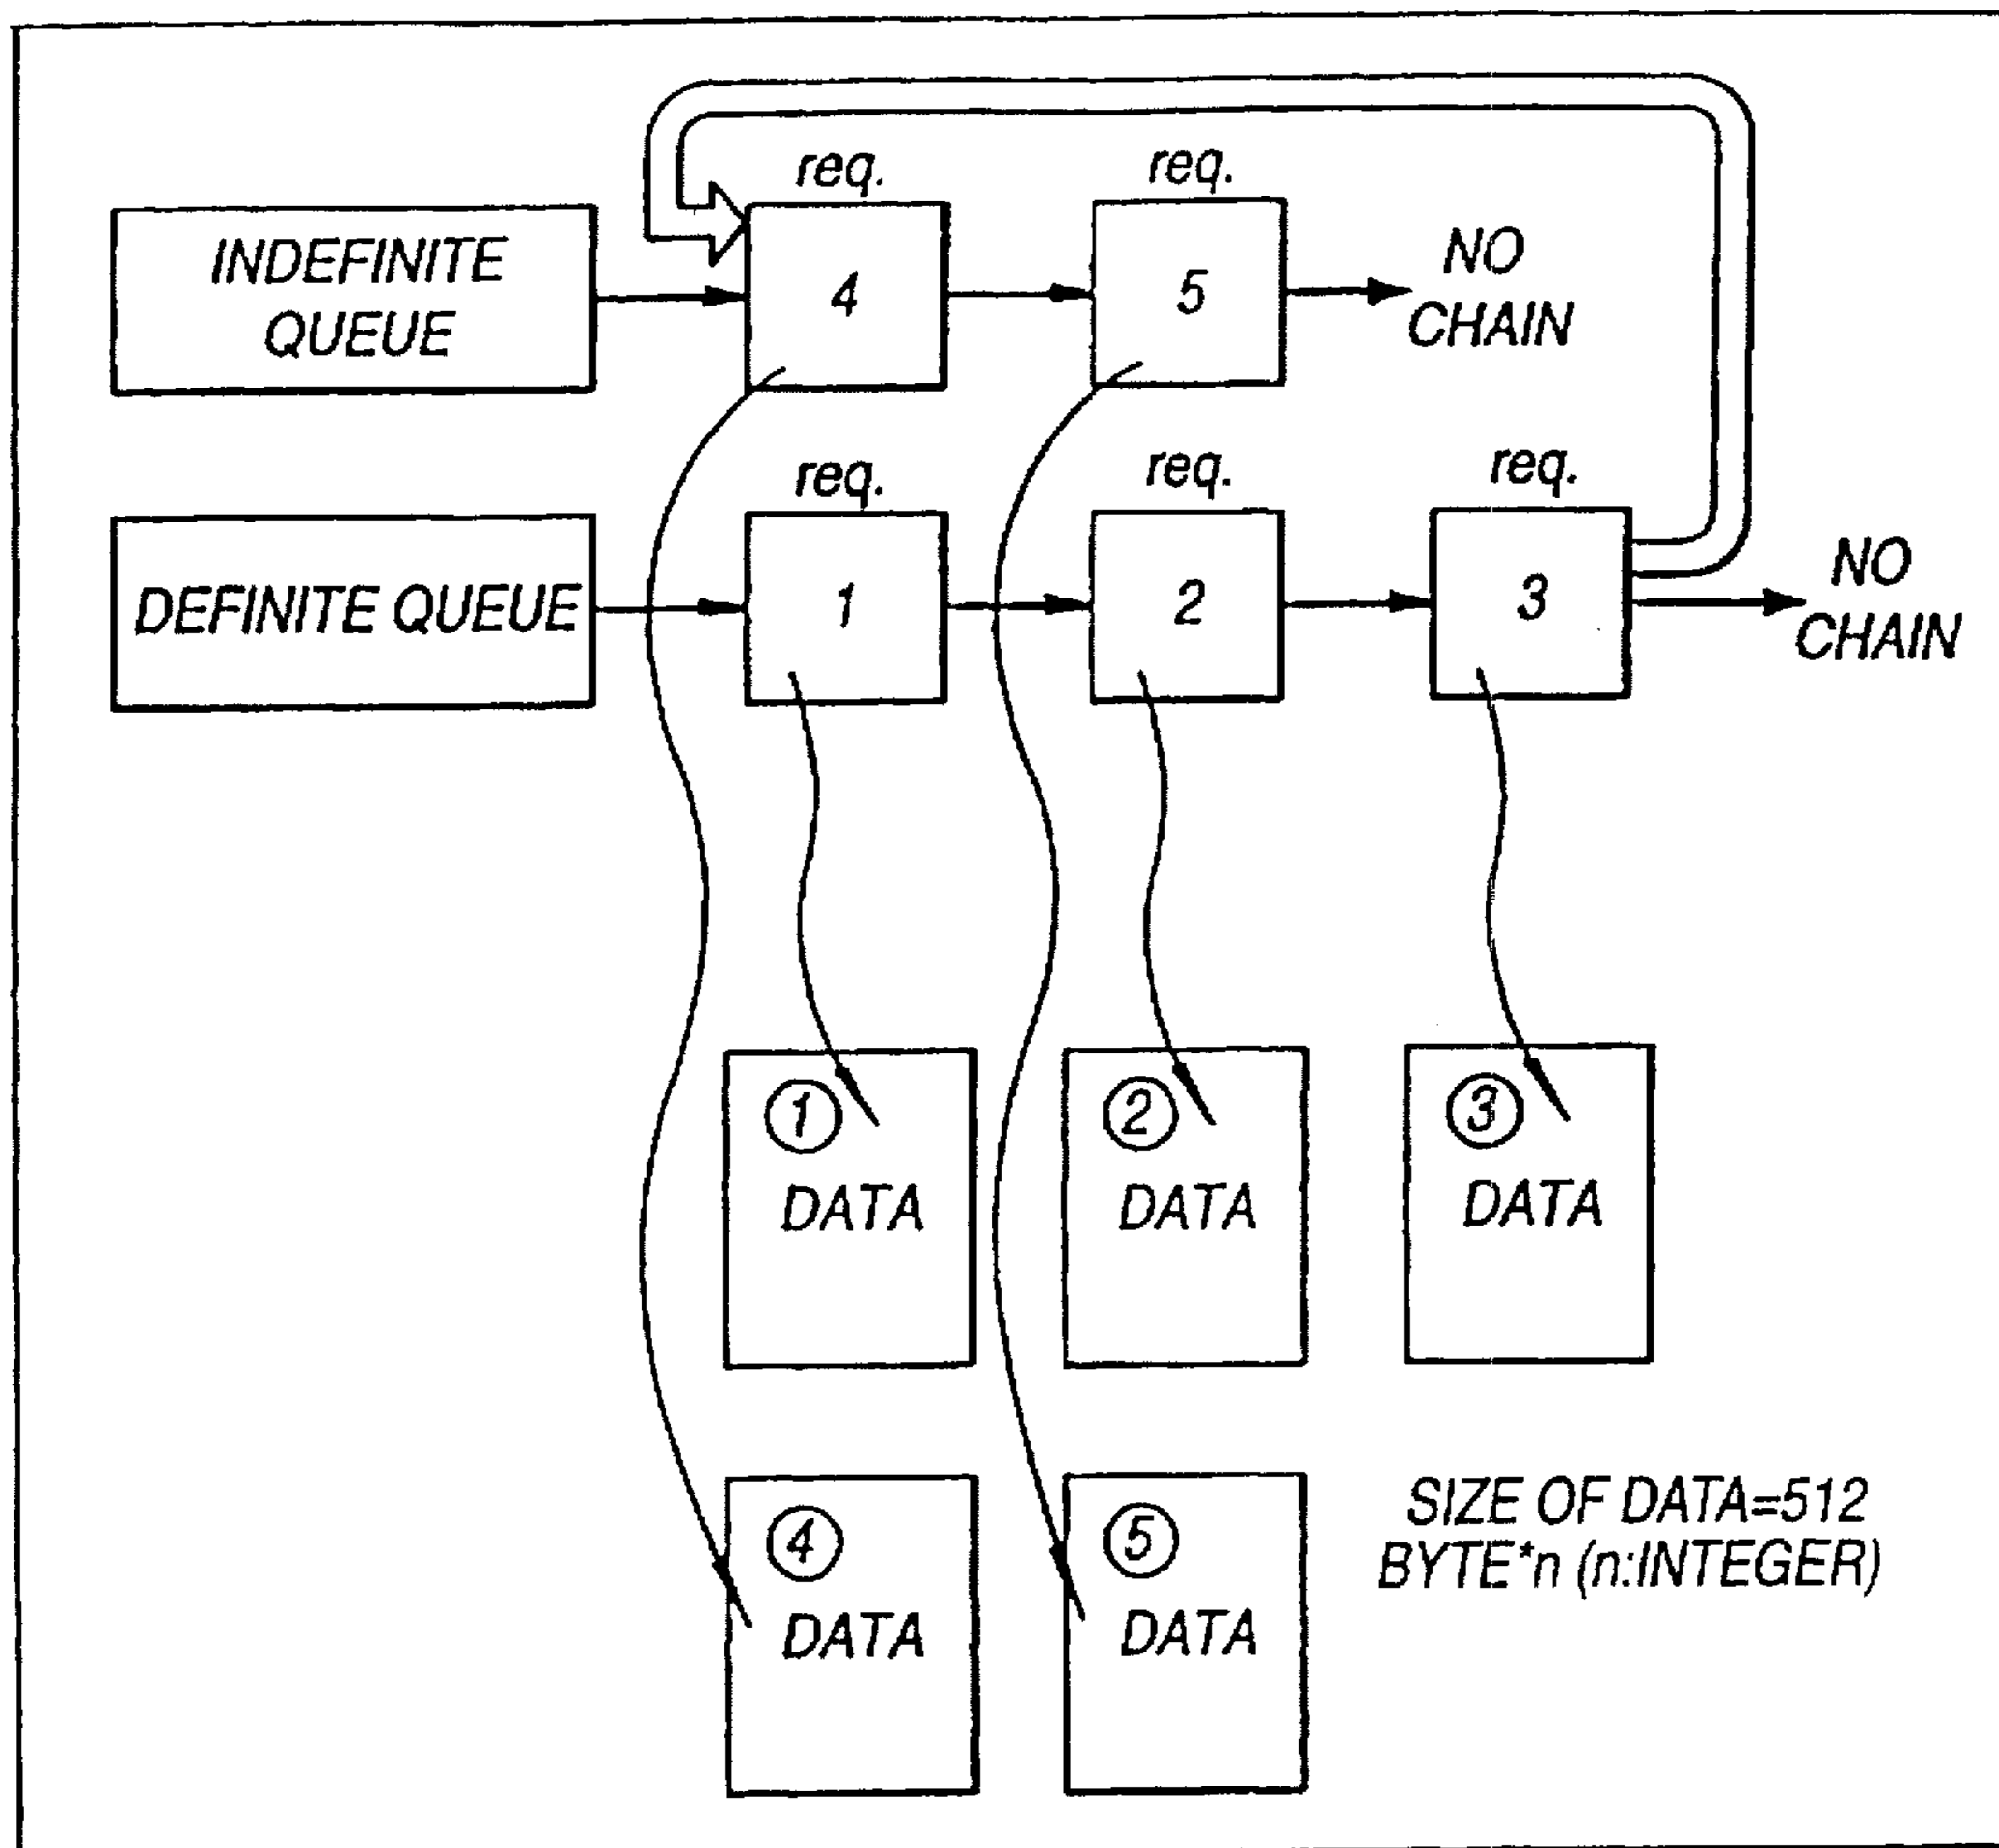 req.
req.
INDEFINITE
QUEUE
4
5
NO
CHAIN
req.
req.
req.
DEFINITE QUEUE
1
2
3
NO
CHAIN
①
DATA
②
DATA
③
DATA
④
DATA
⑤
DATA
SIZE OF DATA=512
BYTE*n (n:INTEGER)